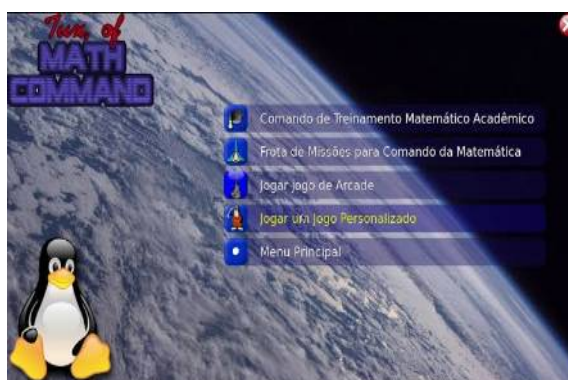 Tux, of
MATH
COMMAND
Comando de Treinamento Matemático Acadêmico
Frota de Missões para Comando da Matemática
Jogar jogo de Arcade
Jogar um Jogo Personalizado
Menu Principal